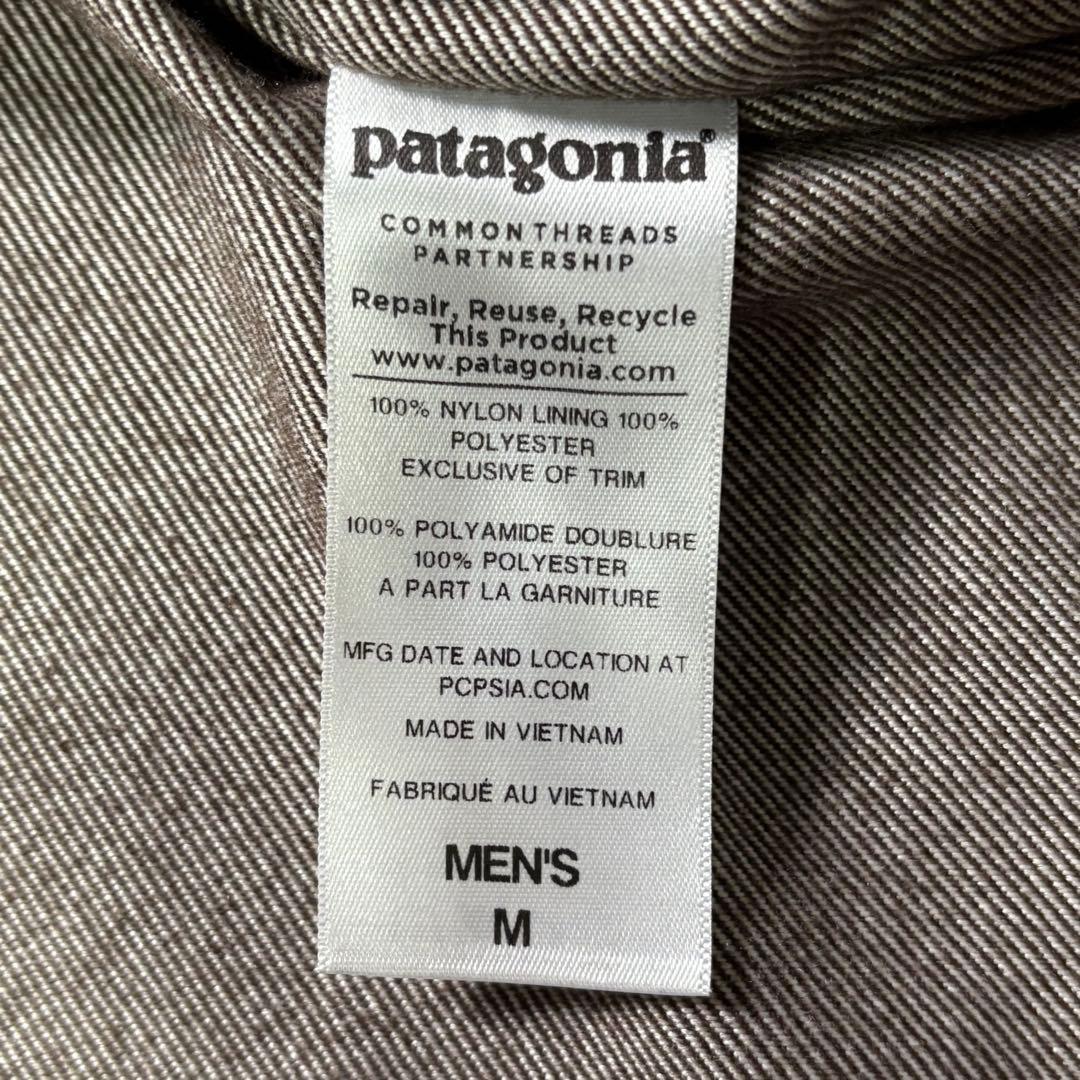 patagonia®
COMMON THREADS
PARTNERSHIP
Repair, Reuse, Recycle
This Product
www.patagonia.com
100% NYLON LINING 100%
POLYESTER
EXCLUSIVE OF TRIM
100% POLYAMIDE DOUBLURE
100% POLYESTER
A PART LA GARNITURE
MFG DATE AND LOCATION AT
PCPSIA.COM
MADE IN VIETNAM
FABRIQUÉ AU VIETNAM
MEN'S
M